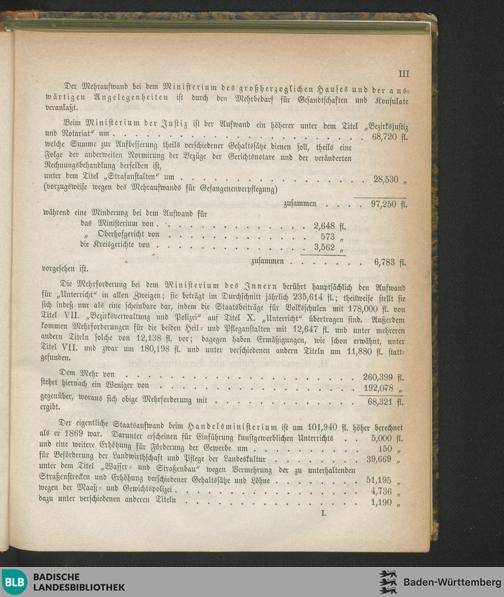 III
Der Mehraufwand bei dem Ministerium des großherzoglichen Hauses und der aus-
wärtigen Angelegenheiten ist durch den Mehrbedarf für Gesandtschaften und Konsulate
veranlaßt.
Beim Ministerium der Justiz ist der Aufwand ein höherer unter dem Titel „Bezirksjustiz
und Notariat“ um . . . . . . . . . . . . . . . . . . 68,720 fl.
welche Summe zur Aufbesserung theils verschiedener Gehaltssätze dienen soll, theils eine
Folge der anderweiten Normirung der Bezüge der Gerichtsnotare und der veränderten
Rechnungsbehandlung derselben ist,
unter dem Titel „Strafanstalten“ um . . . . . . . . . . . . 28,530 „
(vorzugsweise wegen des Mehraufwands für Gefangenenverpflegung)
zusammen . . . . 97,250 fl.
während eine Minderung bei dem Aufwand für
das Ministerium von . . . . . . . . . . 2,648 fl.
„ Oberhofgericht von . . . . . . . . . 573 „
die Kreisgerichte von . . . . . . . . . . 3,562 „
zusammen . . . . . . . 6,783 fl.
vorgesehen ist.
Die Mehrforderung bei dem Ministerium des Innern berührt hauptsächlich den Aufwand
für „Unterricht“ in allen Zweigen; sie beträgt im Durchschnitt jährlich 235,614 fl.; theilweise stellt sie
sich indeß nur als eine scheinbare dar, indem die Staatsbeiträge für Volksschulen mit 178,000 fl. von
Titel VII. „Bezirksverwaltung und Polizei“ auf Titel X. „Unterricht“ übertragen sind. Außerdem
kommen Mehrforderungen für die beiden Heil- und Pflegeanstalten mit 12,647 fl. und unter mehreren
andern Titeln solche von 12,138 fl. vor; dagegen haben Ermäßigungen, wie schon erwähnt, unter
Titel VII. und zwar um 180,198 fl. und unter verschiedenen andern Titeln um 11,880 fl. statt-
gefunden.
Dem Mehr von . . . . . . . . . . . . . . . . . 260,399 fl.
stehet hiernach ein Weniger von . . . . . . . . . . . . . . 192,078 „
gegenüber, woraus sich obige Mehrforderung mit . . . . . . . . . . 68,321 fl.
ergibt.
Der eigentliche Staatsaufwand beim Handelsministerium ist um 101,940 fl. höher berechnet
als er 1869 war. Darunter erscheinen für Einführung kunstgewerblichen Unterrichts . . 5,000 fl.
und eine weitere Erhöhung für Förderung der Gewerbe um . . . . . . . . 150 „
für Beförderung der Landwirthschaft und Pflege der Landeskultur . . . . . . . 39,669 „
unter dem Titel „Wasser- und Straßenbau“ wegen Vermehrung der zu unterhaltenden
Straßenstrecken und Erhöhung verschiedener Gehaltssätze und Löhne . . . . . . . 51,195 „
wegen der Maaß- und Gewichtspolizei . . . . . . . . . . . . . 4,736 „
dazu unter verschiedenen anderen Titeln . . . . . . . . . . . . . 1,190 „
I.
BLB BADISCHE
LANDESBIBLIOTHEK
Baden-Württemberg